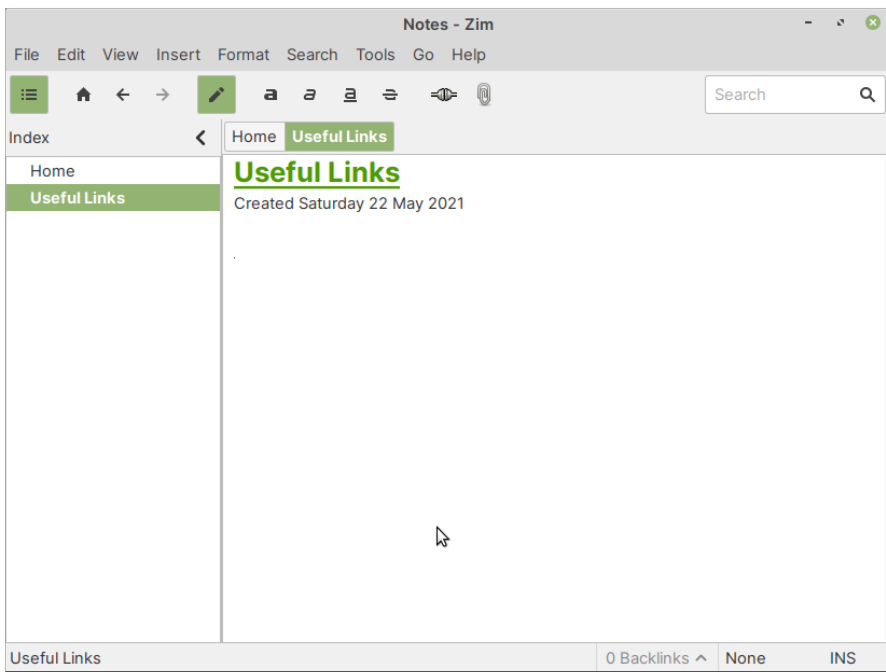 Notes - Zim
File Edit View Insert Format Search Tools Go Help
a a a e Search
Index Home Useful Links
Home
Useful Links
Useful Links
Created Saturday 22 May 2021
Useful Links 0 Backlinks None INS